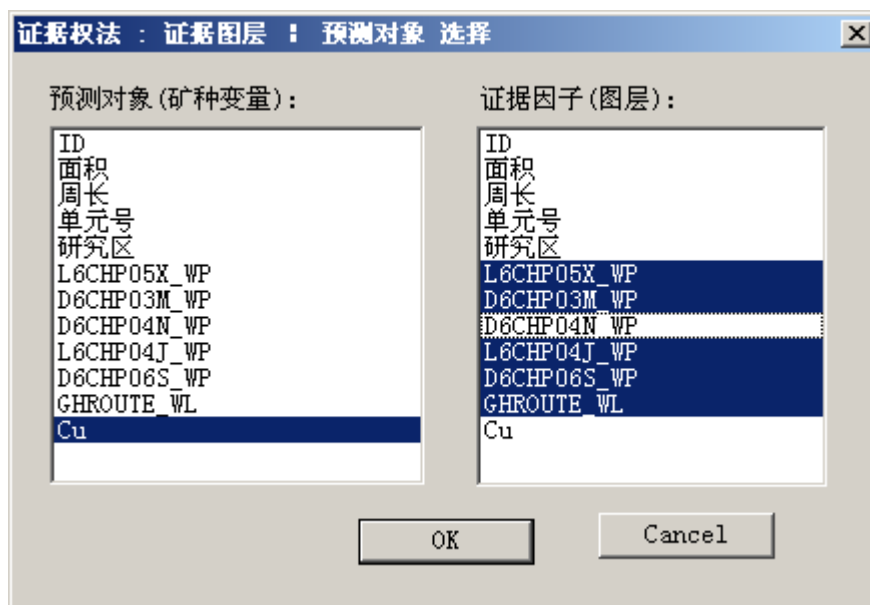 证据权法 : 证据图层 ┇ 预测对象 选择
预测对象(矿种变量):
ID
面积
周长
单元号
研究区
L6CHP05X_WP
D6CHP03M_WP
D6CHP04N_WP
L6CHP04J_WP
D6CHP06S_WP
GHROUTE_WL
Cu
证据因子(图层):
ID
面积
周长
单元号
研究区
L6CHP05X_WP
D6CHP03M_WP
D6CHP04N_WP
L6CHP04J_WP
D6CHP06S_WP
GHROUTE_WL
Cu
OK
Cancel